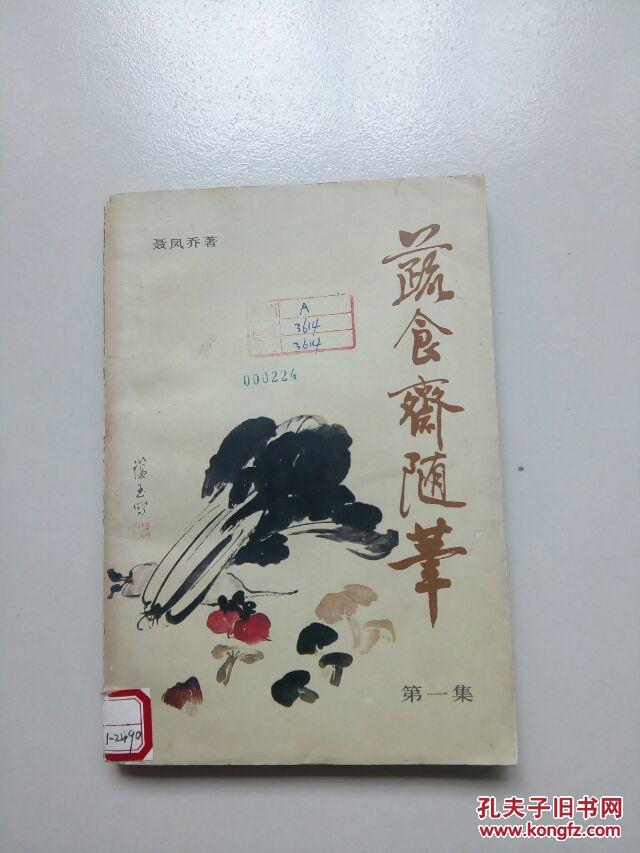 聂凤乔著
蔬食斋随笔
A
3614
3614
000224
第一集
1-2490
孔夫子旧书网
www.kongfz.com